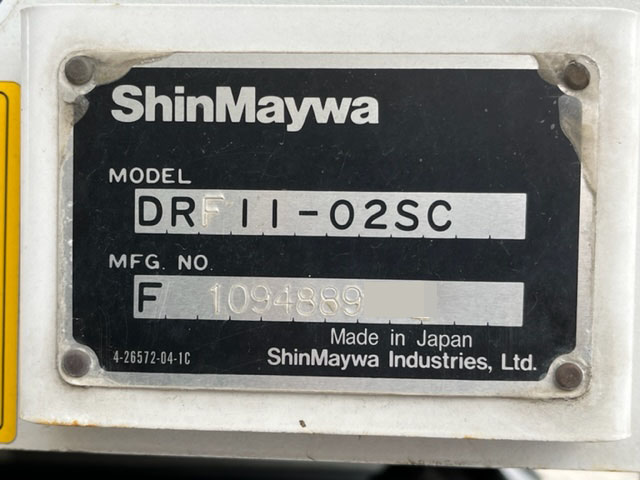 ShinMaywa
MODEL
DRF11-02SC
MFG. NO.
F 1094889
Made in Japan
4-26572-04-1C
ShinMaywa Industries, Ltd.